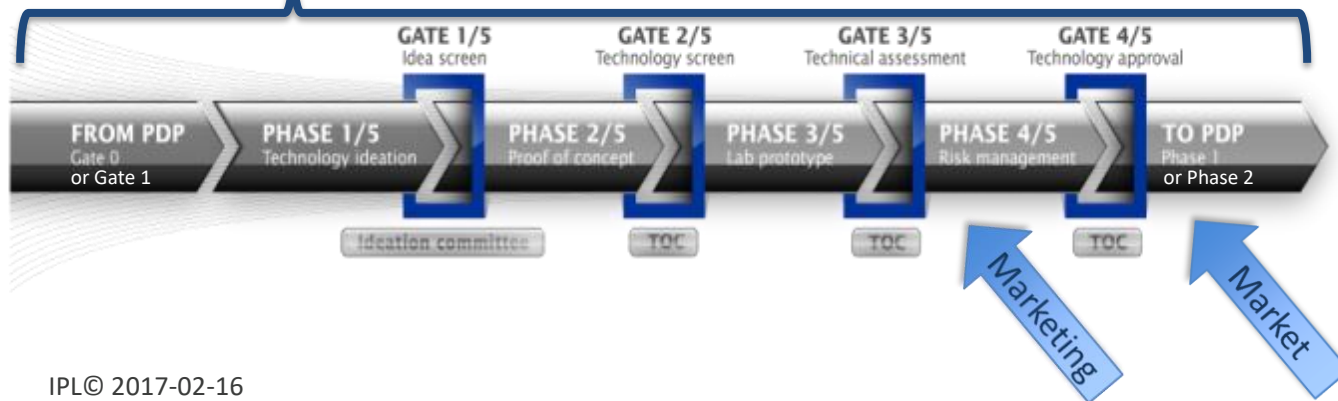 GATE 1/5
Idea screen
GATE 2/5
Technology screen
GATE 3/5
Technical assessment
GATE 4/5
Technology approval
FROM PDP
Gate 0
or Gate 1
PHASE 1/5
Technology ideation
PHASE 2/5
Proof of concept
PHASE 3/5
Lab prototype
PHASE 4/5
Risk management
TO PDP
Phase 1
or Phase 2
Ideation committee
TOC
TOC
TOC
Marketing
Market
IPL© 2017-02-16